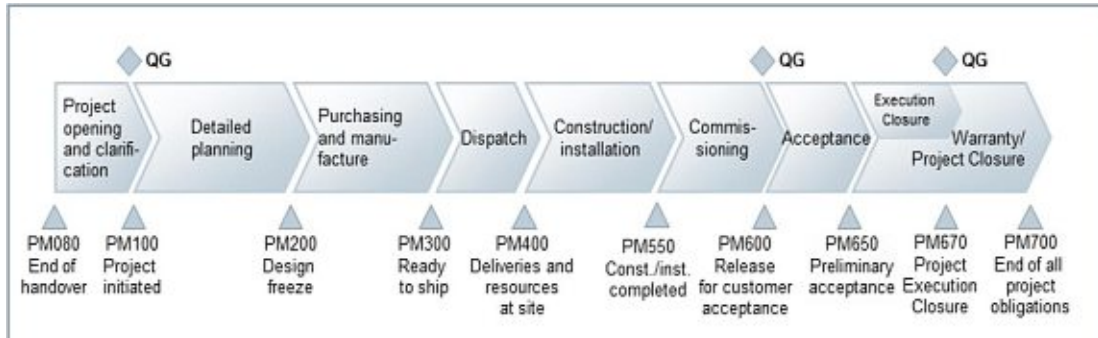 QG
QG
QG
Project
opening
and clarifi-
cation
Detailed
planning
Purchasing
and manu-
facture
Dispatch
Construction/
installation
Commis-
sioning
Acceptance
Execution
Closure
Warranty/
Project Closure
PM080
End of
handover
PM100
Project
initiated
PM200
Design
freeze
PM300
Ready
to ship
PM400
Deliveries and
resources
at site
PM550
Const./inst.
completed
PM600
Release
for customer
acceptance
PM650
Preliminary
acceptance
PM670
Project
Execution
Closure
PM700
End of all
project
obligations